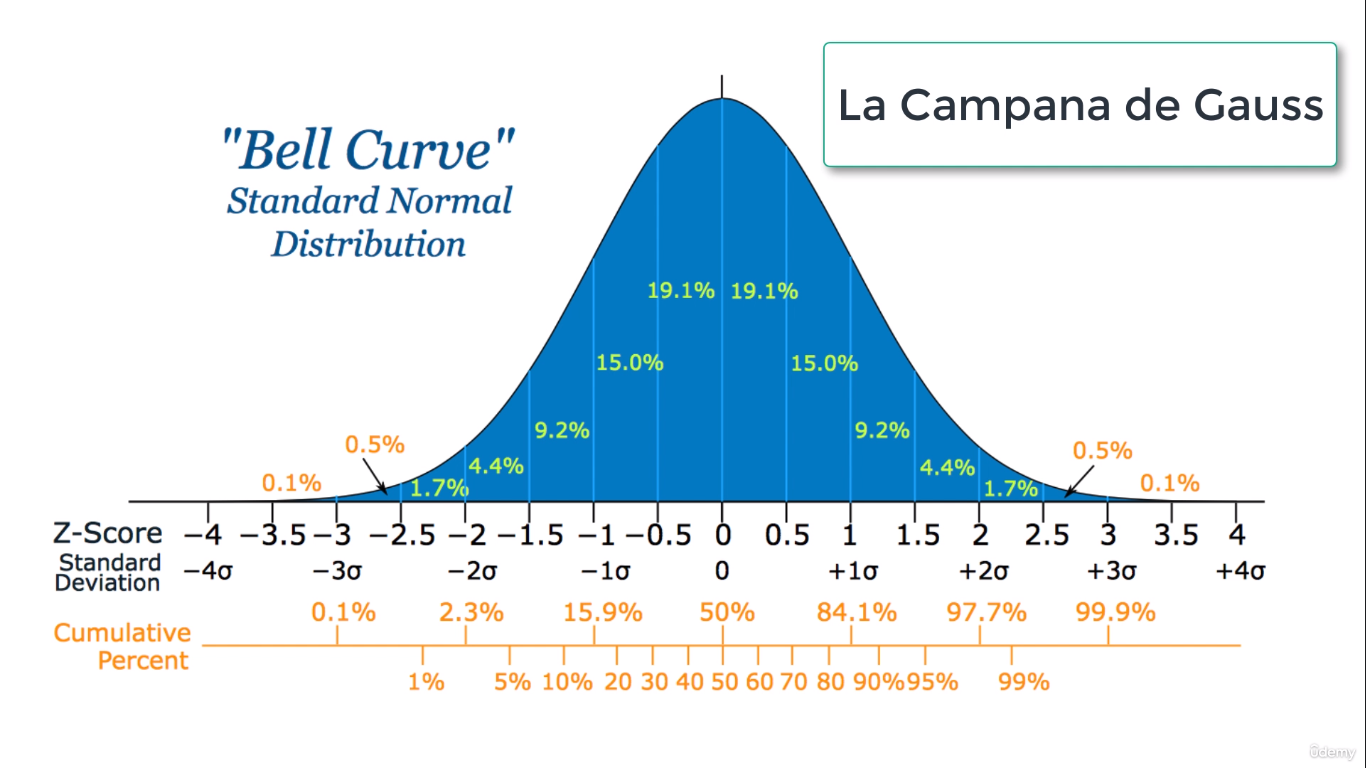 La Campana de Gauss
"Bell Curve"
Standard Normal
Distribution
19.1% 19.1%
15.0% 15.0%
9.2% 9.2%
0.5% 0.5%
4.4% 4.4%
0.1% 1.7% 1.7% 0.1%
Z-Score −4 −3.5 −3 −2.5 −2 −1.5 −1 −0.5 0 0.5 1 1.5 2 2.5 3 3.5 4
Standard
Deviation −4σ −3σ −2σ −1σ 0 +1σ +2σ +3σ +4σ
0.1% 2.3% 15.9% 50% 84.1% 97.7% 99.9%
Cumulative
Percent
1% 5% 10% 20 30 40 50 60 70 80 90% 95% 99%
ûdemy